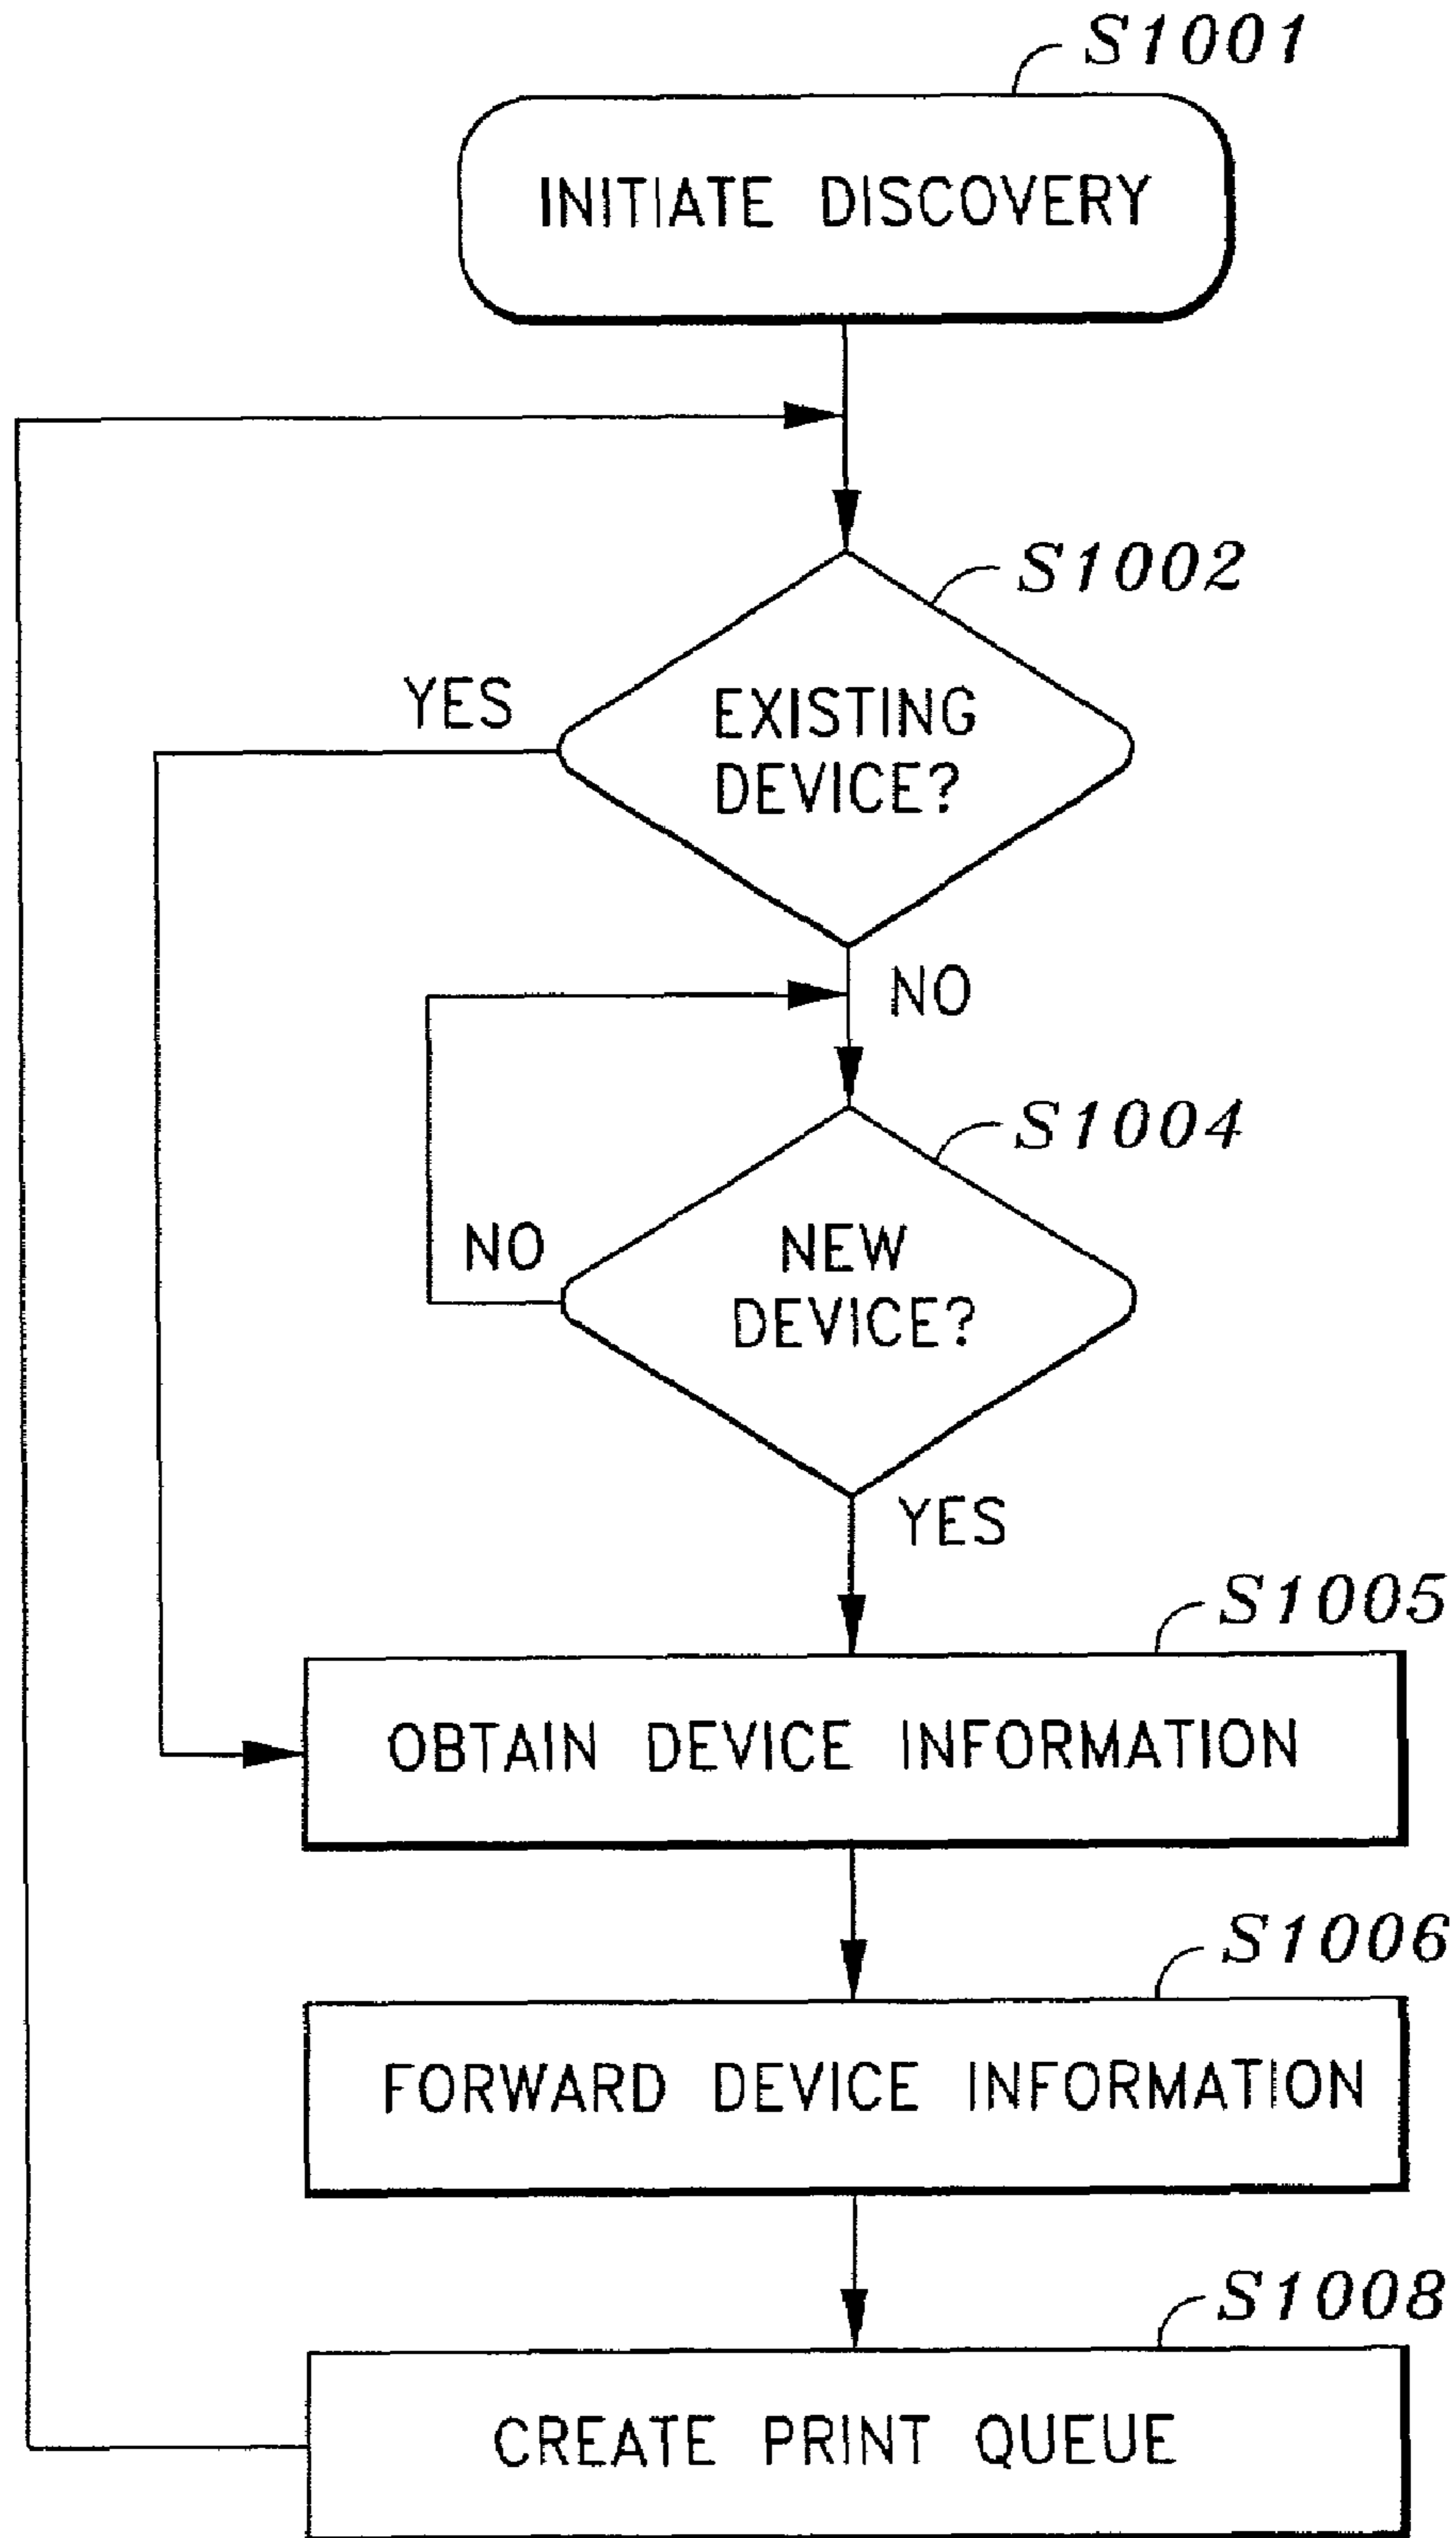 S1001
INITIATE DISCOVERY
S1002
YES
EXISTING
DEVICE?
NO
S1004
NO
NEW
DEVICE?
YES
S1005
OBTAIN DEVICE INFORMATION
S1006
FORWARD DEVICE INFORMATION
S1008
CREATE PRINT QUEUE